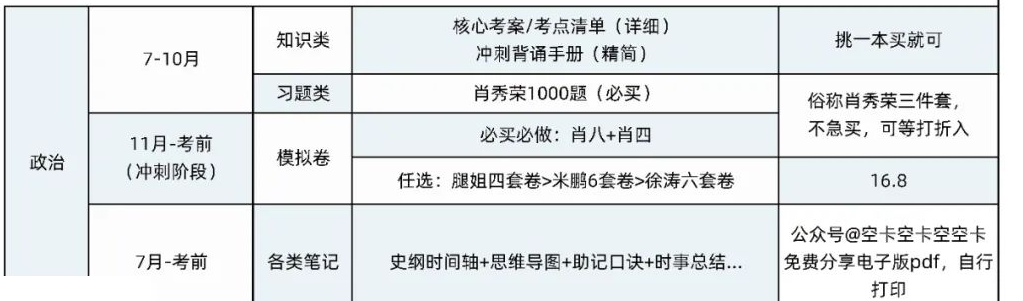 政治
7-10月
知识类
核心考案/考点清单（详细）
冲刺背诵手册（精简）
挑一本买就可
习题类
肖秀荣1000题（必买）
俗称肖秀荣三件套，
不急买，可等打折入
11月-考前
（冲刺阶段）
模拟卷
必买必做：肖八+肖四
任选：腿姐四套卷>米鹏6套卷>徐涛六套卷
16.8
7月-考前
各类笔记
史纲时间轴+思维导图+助记口诀+时事总结...
公众号@空卡空卡空空卡
免费分享电子版pdf，自行
打印